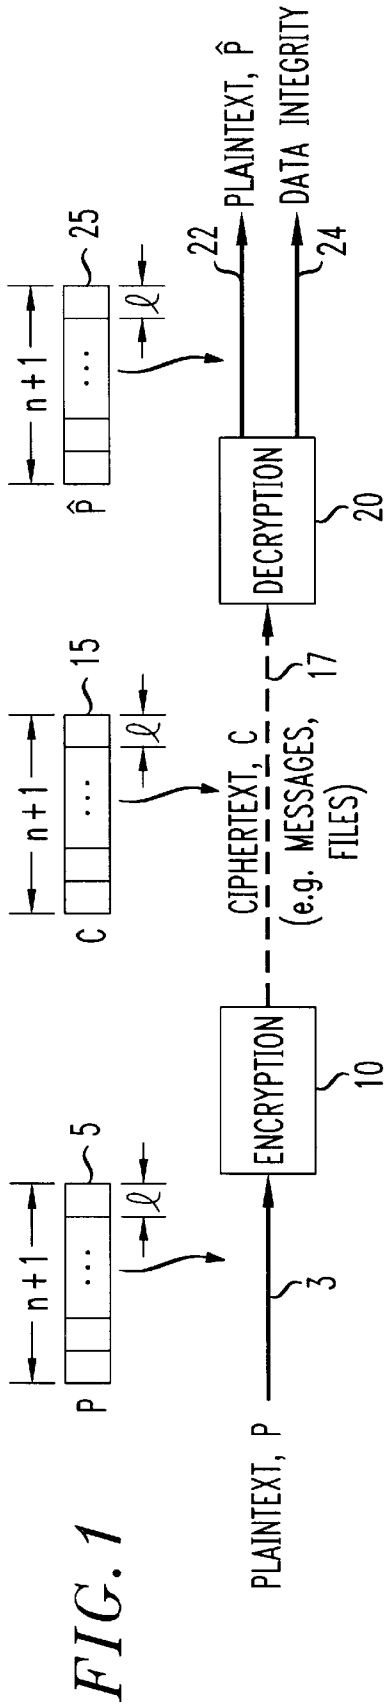 FIG. 1
n+1
P
...
5
ℓ
n+1
C
...
15
ℓ
n+1
P̂
...
25
ℓ
PLAINTEXT, P
3
ENCRYPTION
10
CIPHERTEXT, C
(e.g. MESSAGES,
FILES)
17
DECRYPTION
20
22
PLAINTEXT, P̂
24
DATA INTEGRITY